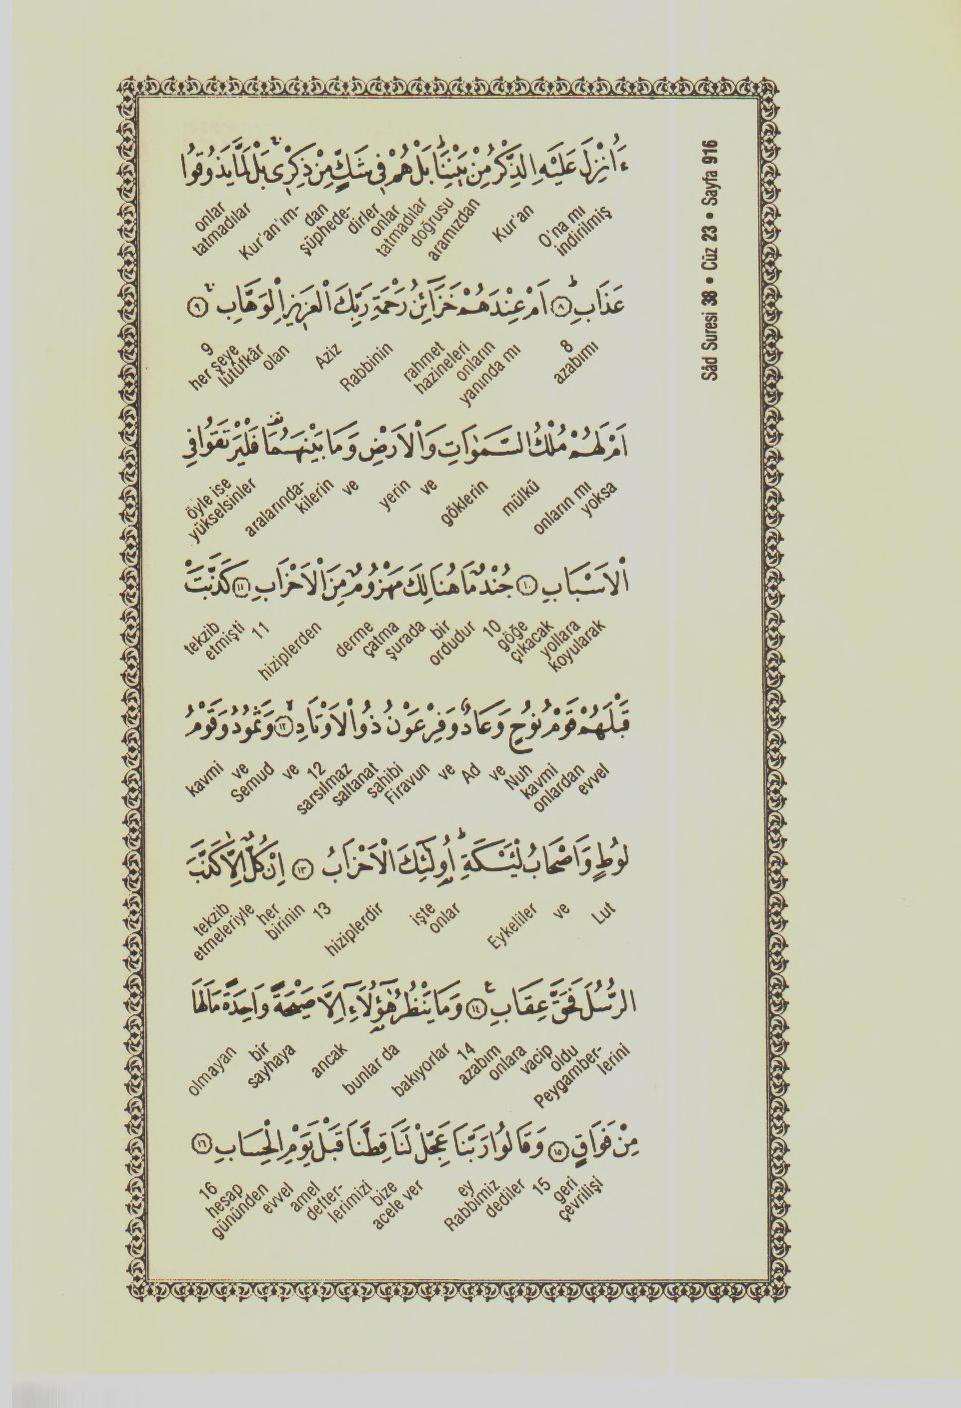 Sâd Suresi 38 • Cüz 23 • Sayfa 916
ءَاُنْزِلَ عَلَيْهِ الذِّكْرُ مِنْ بَيْنِنَاۜ بَلْ هُمْ ف۪ي شَكٍّ مِنْ ذِكْر۪يۚ بَلْ لَمَّا يَذُوقُوا
O'na mı indirilmiş Kur'an aramızdan doğrusu tatmadılar onlar dirler şüphede- dan Kur'an'ım- tatmadılar onlar
عَذَابِۜ ﴿٨﴾ اَمْ عِنْدَهُمْ خَزَٓائِنُ رَحْمَةِ رَبِّكَ الْعَز۪يزِ الْوَهَّابِۚ ﴿٩﴾
azabımı 8 yanında mı onların hazineleri rahmet Rabbinin Aziz olan lütüfkâr her şeye 9
اَمْ لَهُمْ مُلْكُ السَّمٰوَاتِ وَالْاَرْضِ وَمَا بَيْنَهُمَا۠ فَلْيَرْتَقُوا فِي
yoksa onların mı mülkü göklerin ve yerin ve kilerin aralarında- yükselsinler öyle ise
الْاَسْبَابِ ﴿١٠﴾ جُنْدٌ مَا هُنَالِكَ مَهْزُومٌ مِنَ الْاَحْزَابِ ﴿١١﴾ كَذَّبَتْ
koyularak yollara çıkacak göğe 10 ordudur bir şurada çatma derme hiziplerden 11 etmişti tekzib
قَبْلَهُمْ قَوْمُ نُوحٍ وَعَادٌ وَفِرْعَوْنُ ذُو الْاَوْتَادِۙ ﴿١٢﴾ وَثَمُودُ وَقَوْمُ
evvel onlardan kavmi Nuh ve Ad ve Firavun sahibi saltanat sarsılmaz 12 ve Semud ve kavmi
لُوطٍ وَاَصْحَابُ لْـَٔيْكَةِۜ اُو۬لٰٓئِكَ الْاَحْزَابُ ﴿١٣﴾ اِنْ كُلٌّ اِلَّا كَذَّبَ
Lut ve Eykeliler onlar işte hiziplerdir 13 birinin her etmeleriyle tekzib
الرُّسُلَ فَحَقَّ عِقَابِ۟ ﴿١٤﴾ وَمَا يَنْظُرُ هٰٓؤُ۬لَٓاءِ اِلَّا صَيْحَةً وَاحِدَةً مَا لَهَا
lerini Peygamber- oldu vacip onlara azabım 14 bakıyorlar bunlar da ancak sayhaya bir olmayan
مِنْ فَوَاقٍ ﴿١٥﴾ وَقَالُوا رَبَّنَا عَجِّلْ لَنَا قِطَّنَا قَبْلَ يَوْمِ الْحِسَابِ ﴿١٦﴾
çevrilişi geri 15 dediler Rabbimiz ey acele ver bize lerimizi defter- amel evvel gününden hesap 16